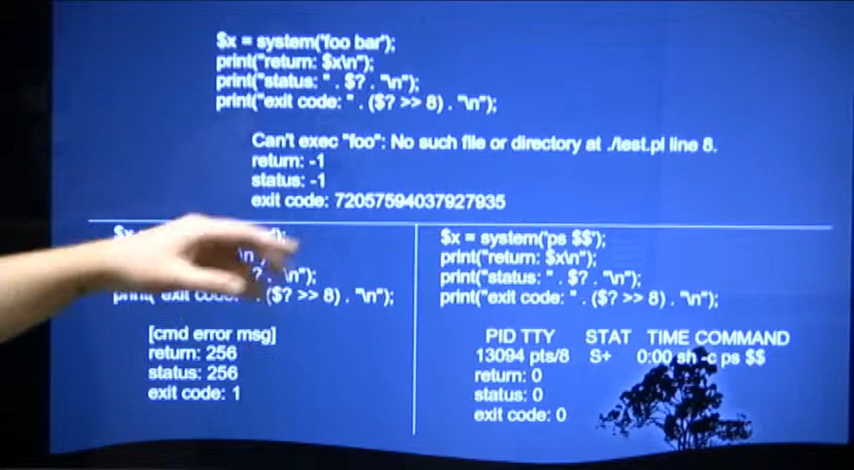 $x = system('foo bar');
print("return: $x\n");
print("status: " . $? . "\n");
print("exit code: " . ($? >> 8) . "\n");
Can't exec "foo": No such file or directory at ./test.pl line 8.
return: -1
status: -1
exit code: 72057594037927935
$x
\n");
print("exit code: . ($? >> 8) . "\n");
[cmd error msg]
return: 256
status: 256
exit code: 1
$x = system('ps $$');
print("return: $x\n");
print("status: " . $? . "\n");
print("exit code: " . ($? >> 8) . "\n");
PID TTY STAT TIME COMMAND
13094 pts/8 S+ 0:00 sh -c ps $$
return: 0
status: 0
exit code: 0